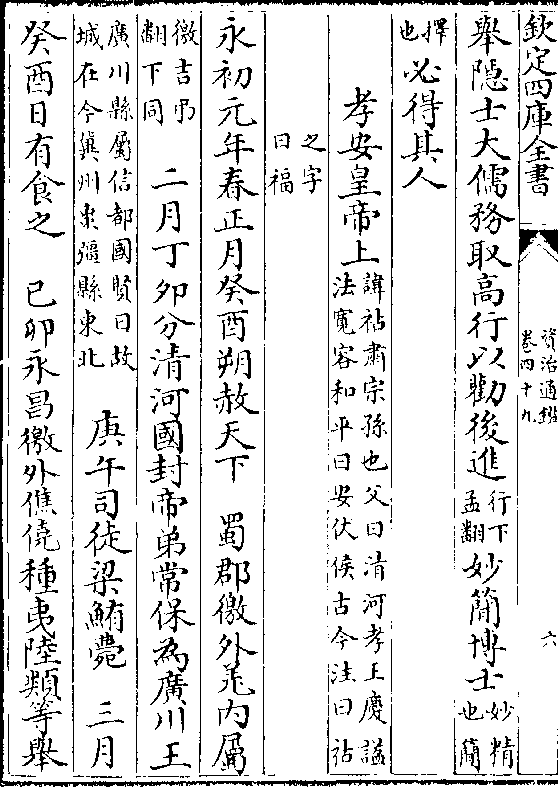 欽定四庫全書
資治通鑑
卷四十九
六
舉隱士大儒務取高行以勸後進行下孟翻妙簡博士妙精也簡
擇也必得其人
孝安皇帝上諱祜肅宗孫也父曰清河孝王慶諡法寛容和平曰安伏侯古今注曰祜
之字曰福
永初元年春正月癸酉朔赦天下　蜀郡徼外羌内屬
徼吉弔翻下同　二月丁卯分清河國封帝弟常保為廣川王
廣川縣屬信都國賢曰故城在今冀州棗彊縣東北　庚午司徒梁鮪薨　三月
癸酉日有食之　己卯永昌徼外僬僥種夷陸類等舉